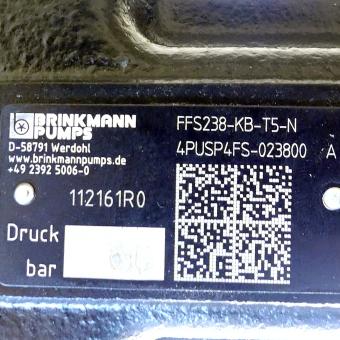 BRINKMANN
PUMPS
D-58791 Werdohl
www.brinkmannpumps.de
+49 2392 5006-0
112161R0
Druck
bar
FFS238-KB-T5-N
4PUSP4FS-023800 A